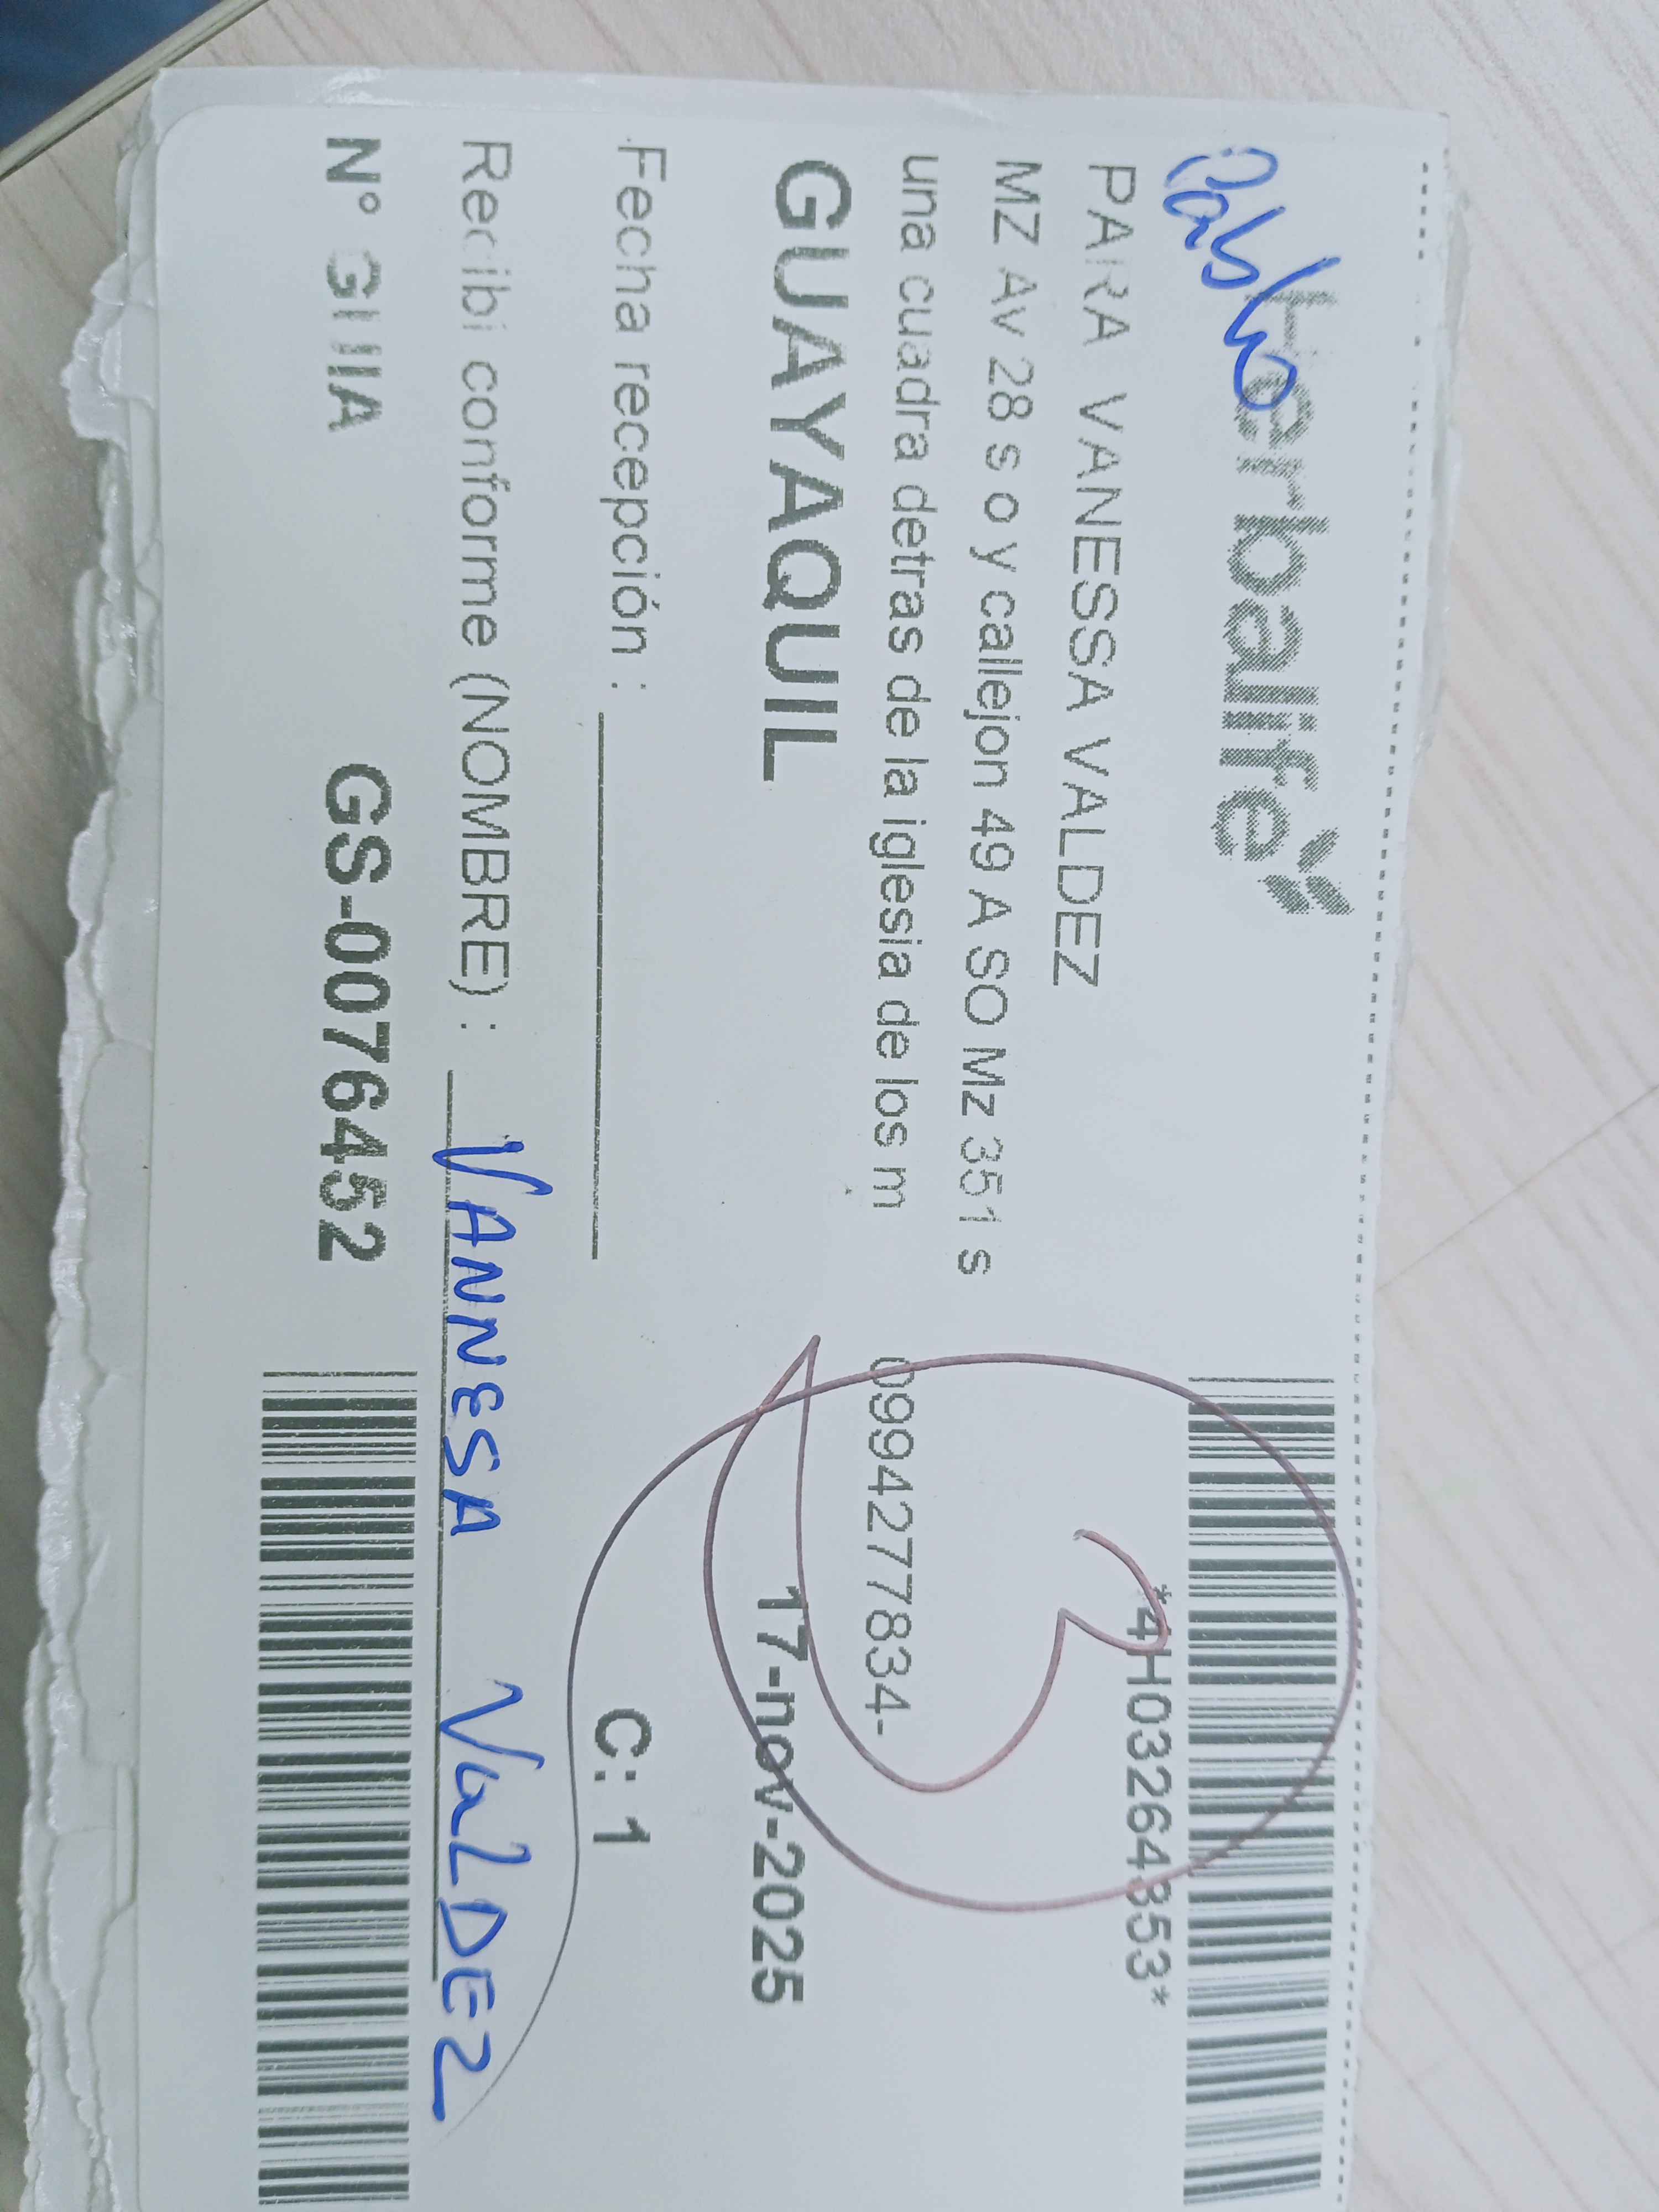 Pablo
Herbalife
*4H03264353*
PARA VANESSA VALDEZ
MZ Av 28 s o y callejon 49 A SO Mz 351 s
una cuadra detras de la iglesia de los m 0994277834-
GUAYAQUIL 17-nov-2025
Fecha recepción : C: 1
Recibi conforme (NOMBRE) : VANNESSA VaLDEZ
N° GUIA GS-0076452